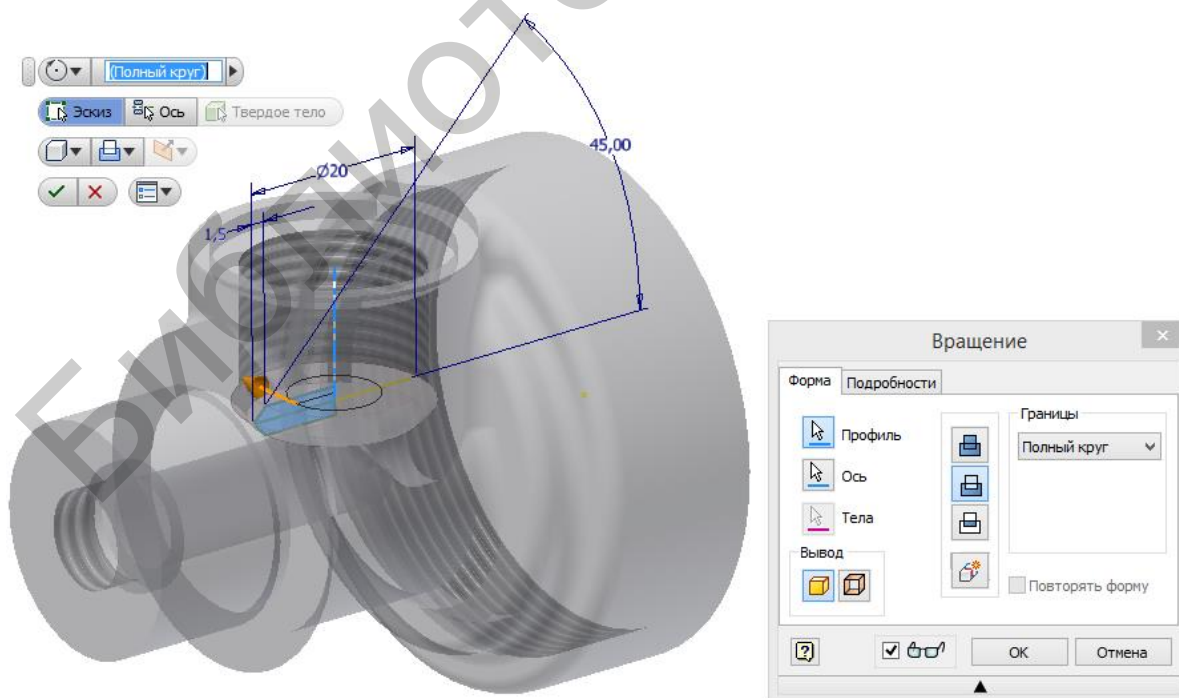 (Полный круг)
Эскиз Ось Твердое тело
45,00
Ø20
1,5
Вращение
Форма Подробности
Границы
Профиль
Полный круг
Ось
Тела
Вывод
Повторять форму
ОК Отмена